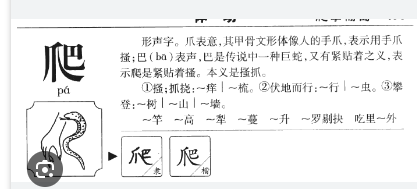 爬
pá
形声字。爪表意,其甲骨文形体像人的手爪,表示用手爪
搔;巴(bā)表声,巴是传说中一种巨蛇,又有紧贴着之义,表
示爬是紧贴着搔。本义是搔抓。
①搔;抓挠:~痒|~梳。②伏地而行:~行|~虫。③攀
登:~树|~山|~墙。
~竿 ~高 ~犁 ~蔓 ~升 ~罗剔抉 吃里~外
爬 隶 爬 楷